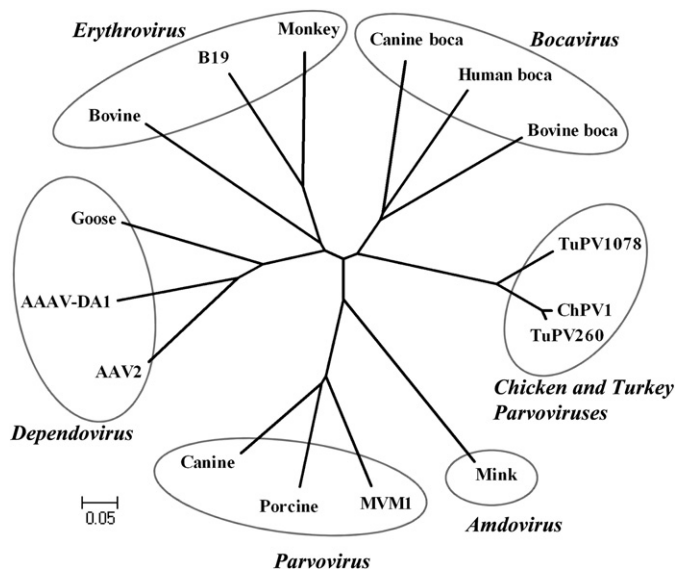 Erythrovirus
Monkey
B19
Bovine
Bocavirus
Canine boca
Human boca
Bovine boca
Goose
AAAV-DA1
AAV2
Dependovirus
TuPV1078
ChPV1
TuPV260
Chicken and Turkey
Parvoviruses
Canine
Porcine
MVM1
Parvovirus
Mink
Amdovirus
0.05